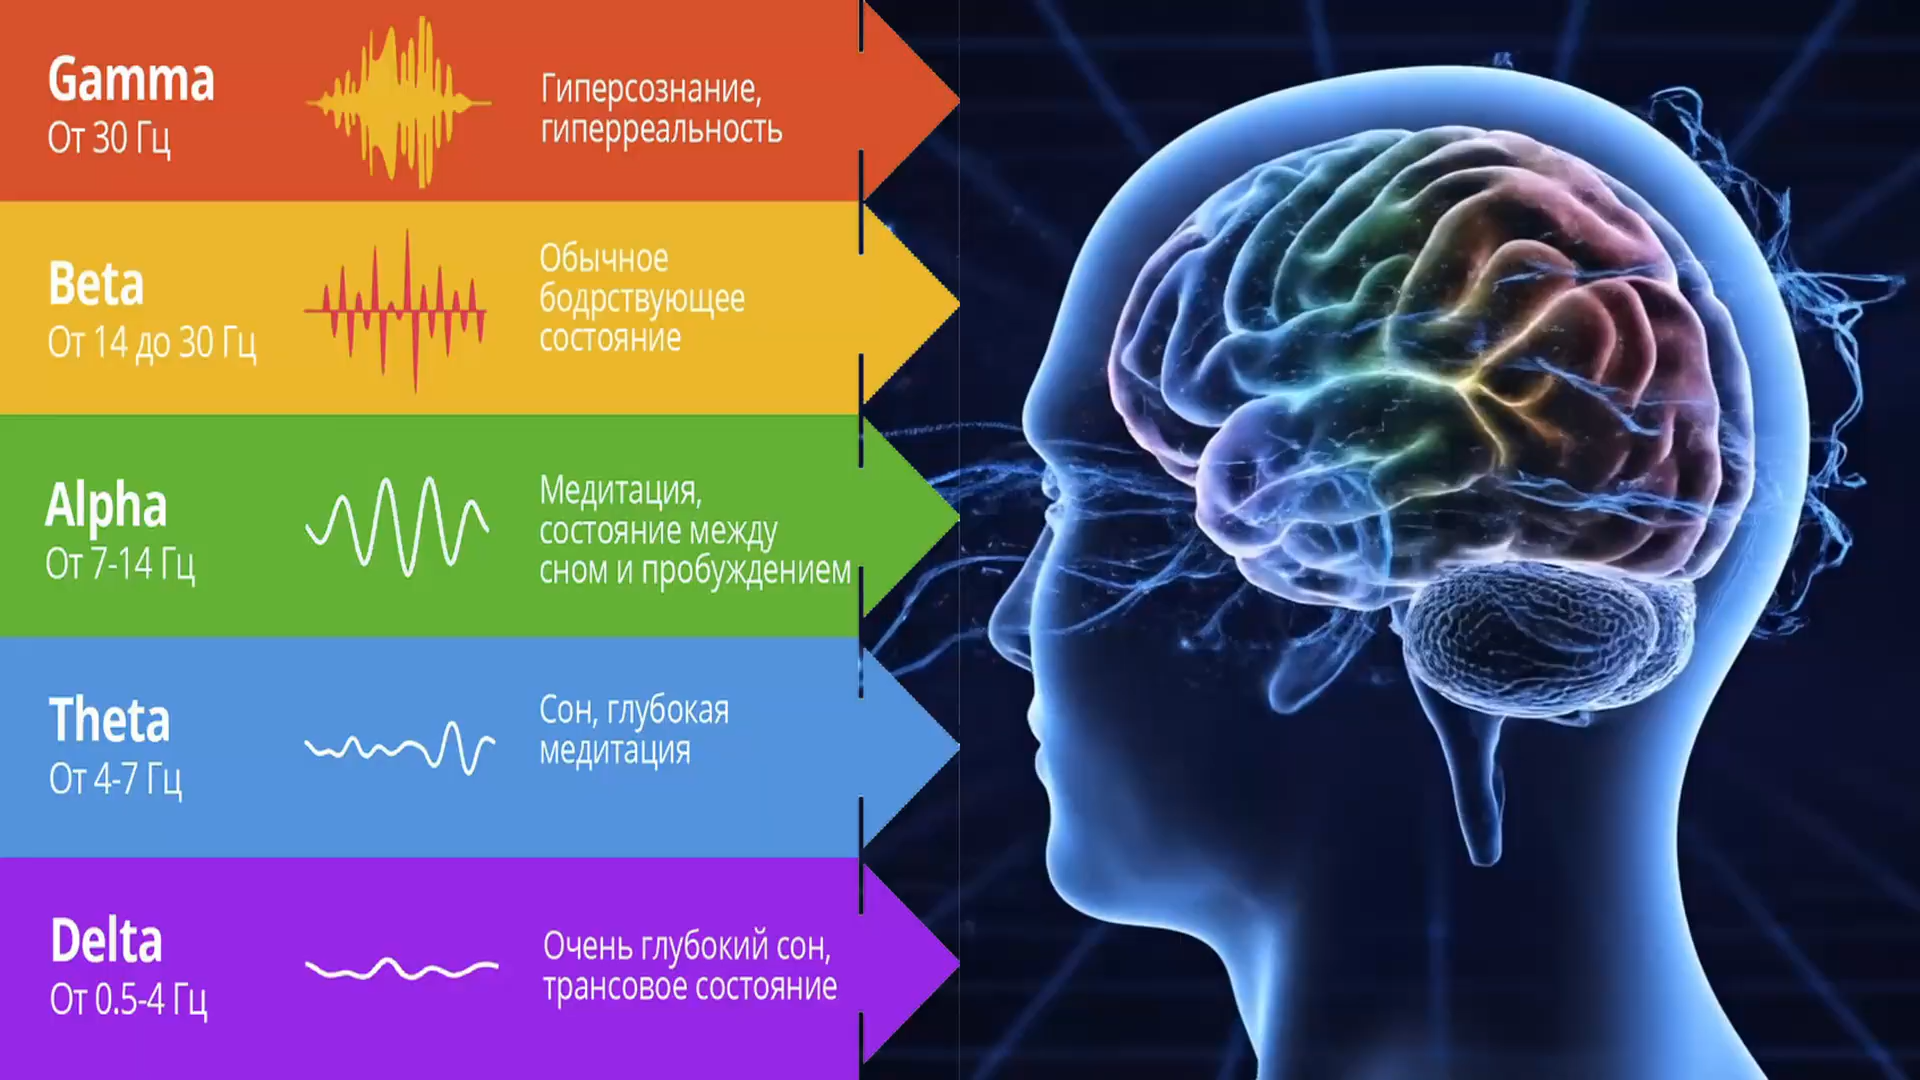 Gamma
От 30 Гц
Гиперсознание,
гиперреальность
Beta
От 14 до 30 Гц
Обычное
бодрствующее
состояние
Alpha
От 7-14 Гц
Медитация,
состояние между
сном и пробуждением
Theta
От 4-7 Гц
Сон, глубокая
медитация
Delta
От 0.5-4 Гц
Очень глубокий сон,
трансовое состояние